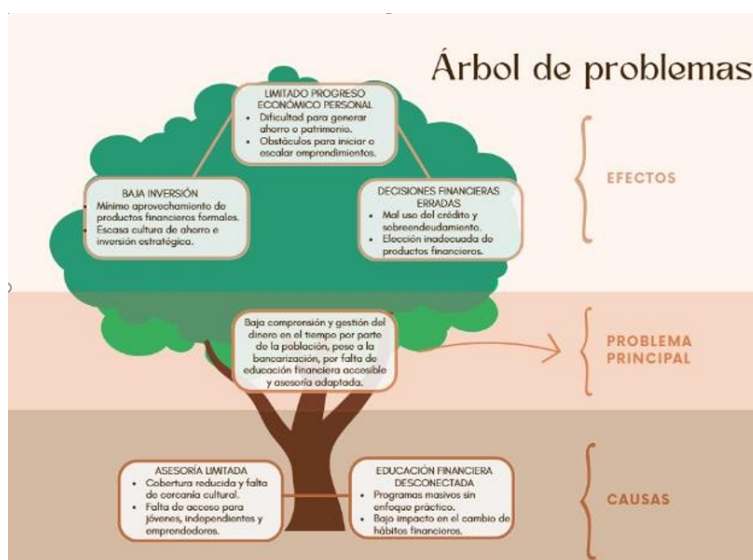 Árbol de problemas
LIMITADO PROGRESO
ECONÓMICO PERSONAL
• Dificultad para generar
ahorro o patrimonio.
• Obstáculos para iniciar o
escalar emprendimientos.
BAJA INVERSIÓN
• Mínimo aprovechamiento de
productos financieros formales.
• Escasa cultura de ahorro e
inversión estratégica.
DECISIONES FINANCIERAS
ERRADAS
• Mal uso del crédito y
sobreendeudamiento.
• Elección inadecuada de
productos financieros.
EFECTOS
Baja comprensión y gestión del
dinero en el tiempo por parte
de la población, pese a la
bancarización, por falta de
educación financiera accesible
y asesoría adaptada.
PROBLEMA
PRINCIPAL
ASESORÍA LIMITADA
• Cobertura reducida y falta
de cercanía cultural.
• Falta de acceso para
jóvenes, independientes y
emprendedores.
EDUCACIÓN FINANCIERA
DESCONECTADA
• Programas masivos sin
enfoque práctico.
• Bajo impacto en el cambio de
hábitos financieros.
CAUSAS